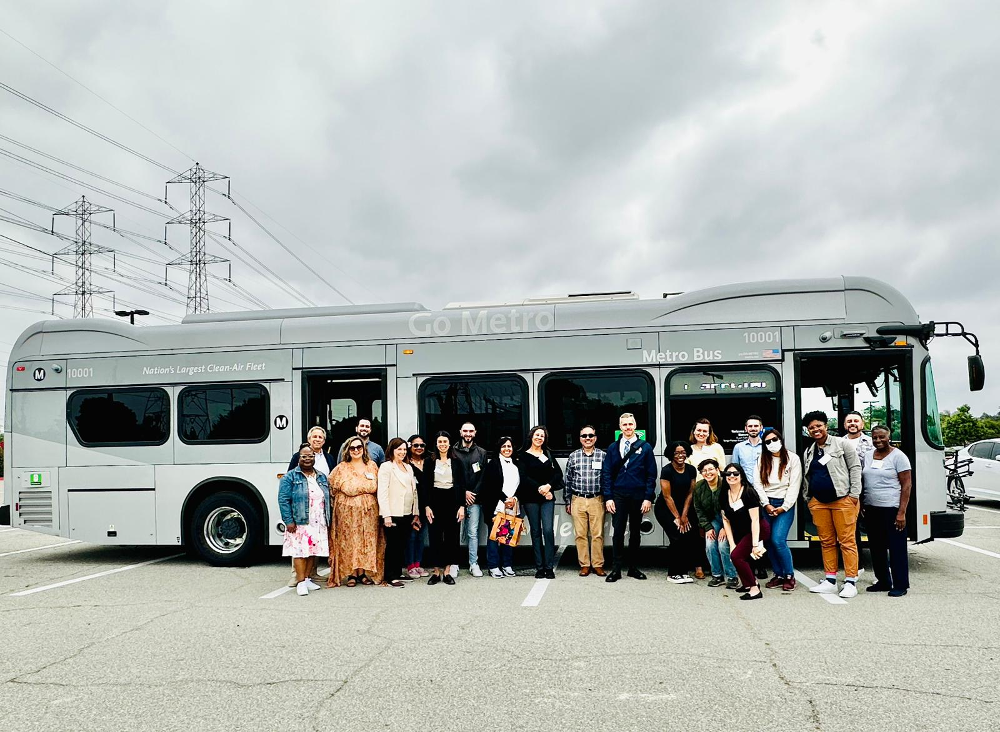 Go Metro
10001
Metro Bus
M
10001
Nation's Largest Clean-Air Fleet
M